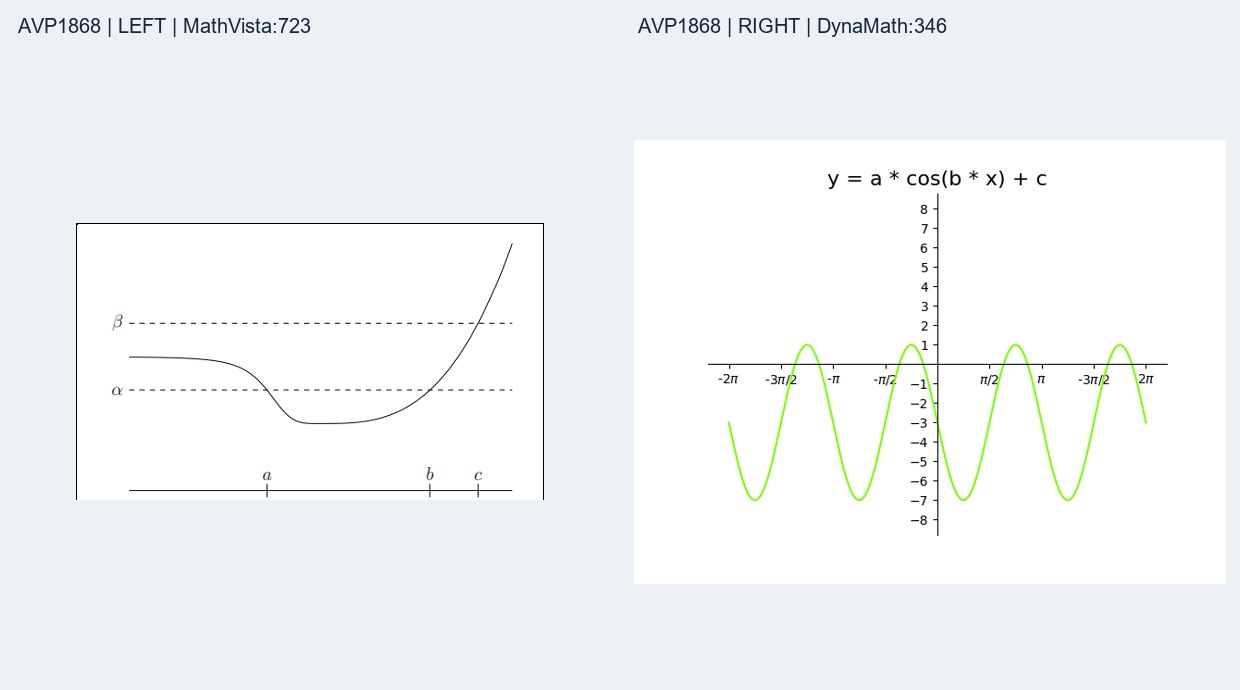 AVP1868 | LEFT | MathVista:723
AVP1868 | RIGHT | DynaMath:346
β
α
a b c
y = a * cos(b * x) + c
8
7
6
5
4
3
2
1
-2π -3π/2 -π -π/2 π/2 π -3π/2 2π
−1
−2
−3
−4
−5
−6
−7
−8